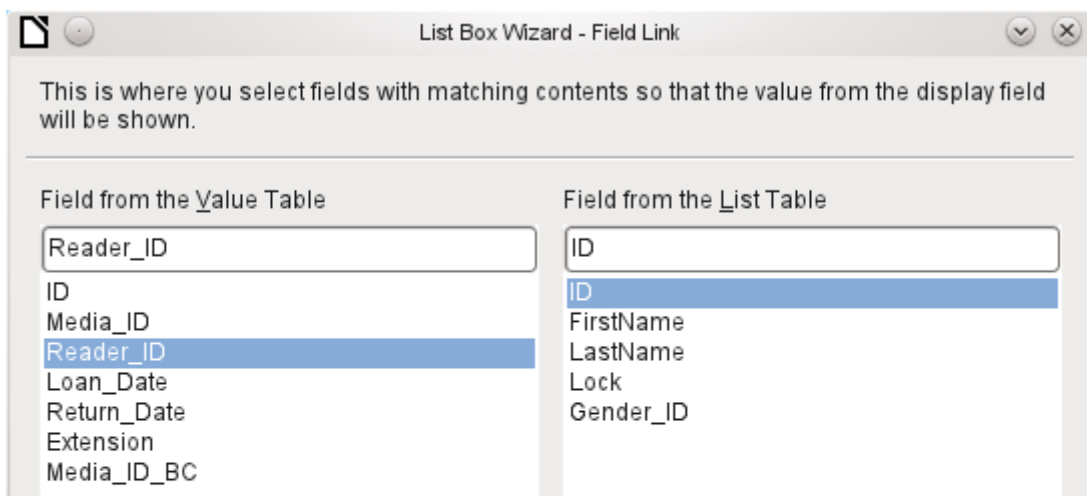 List Box Wizard - Field Link
This is where you select fields with matching contents so that the value from the display field
will be shown.
Field from the Value Table
Reader_ID
ID
Media_ID
Reader_ID
Loan_Date
Return_Date
Extension
Media_ID_BC
Field from the List Table
ID
ID
FirstName
LastName
Lock
Gender_ID